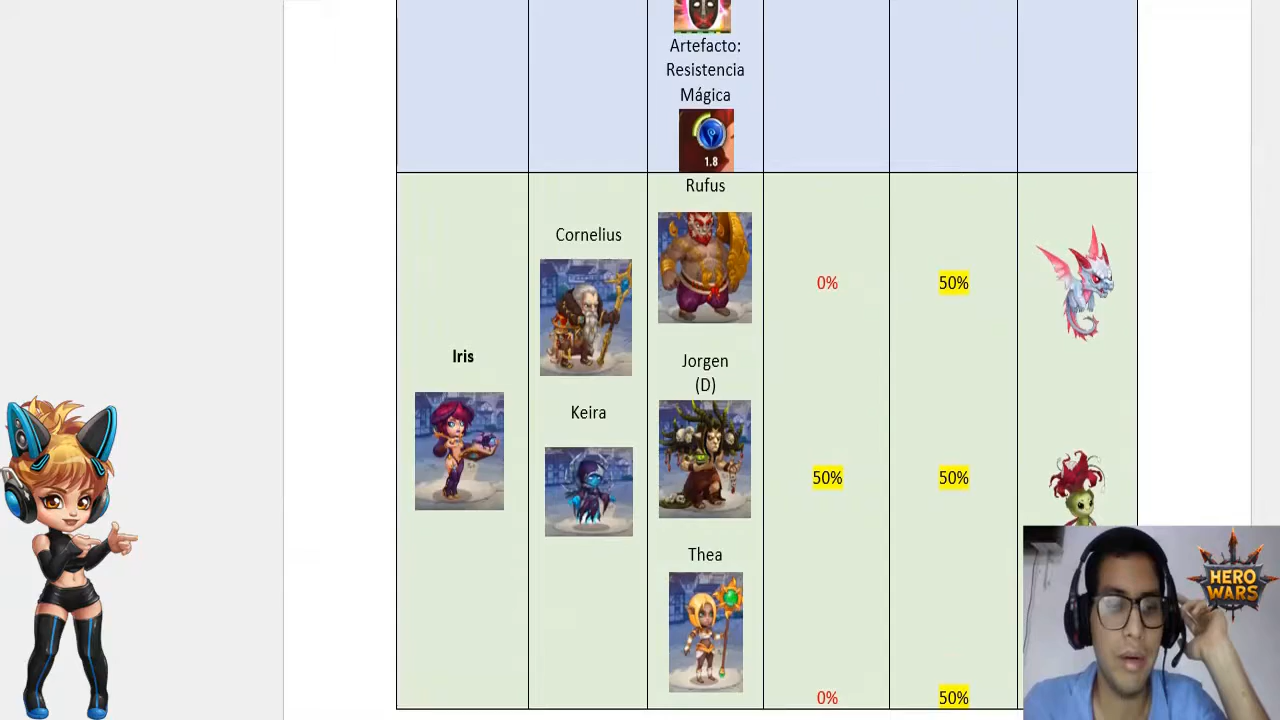 Artefacto:
Resistencia
Mágica
1.8
Rufus
Cornelius
0%
50%
Iris
Jorgen
(D)
Keira
50%
50%
Thea
0%
50%
HERO
WARS